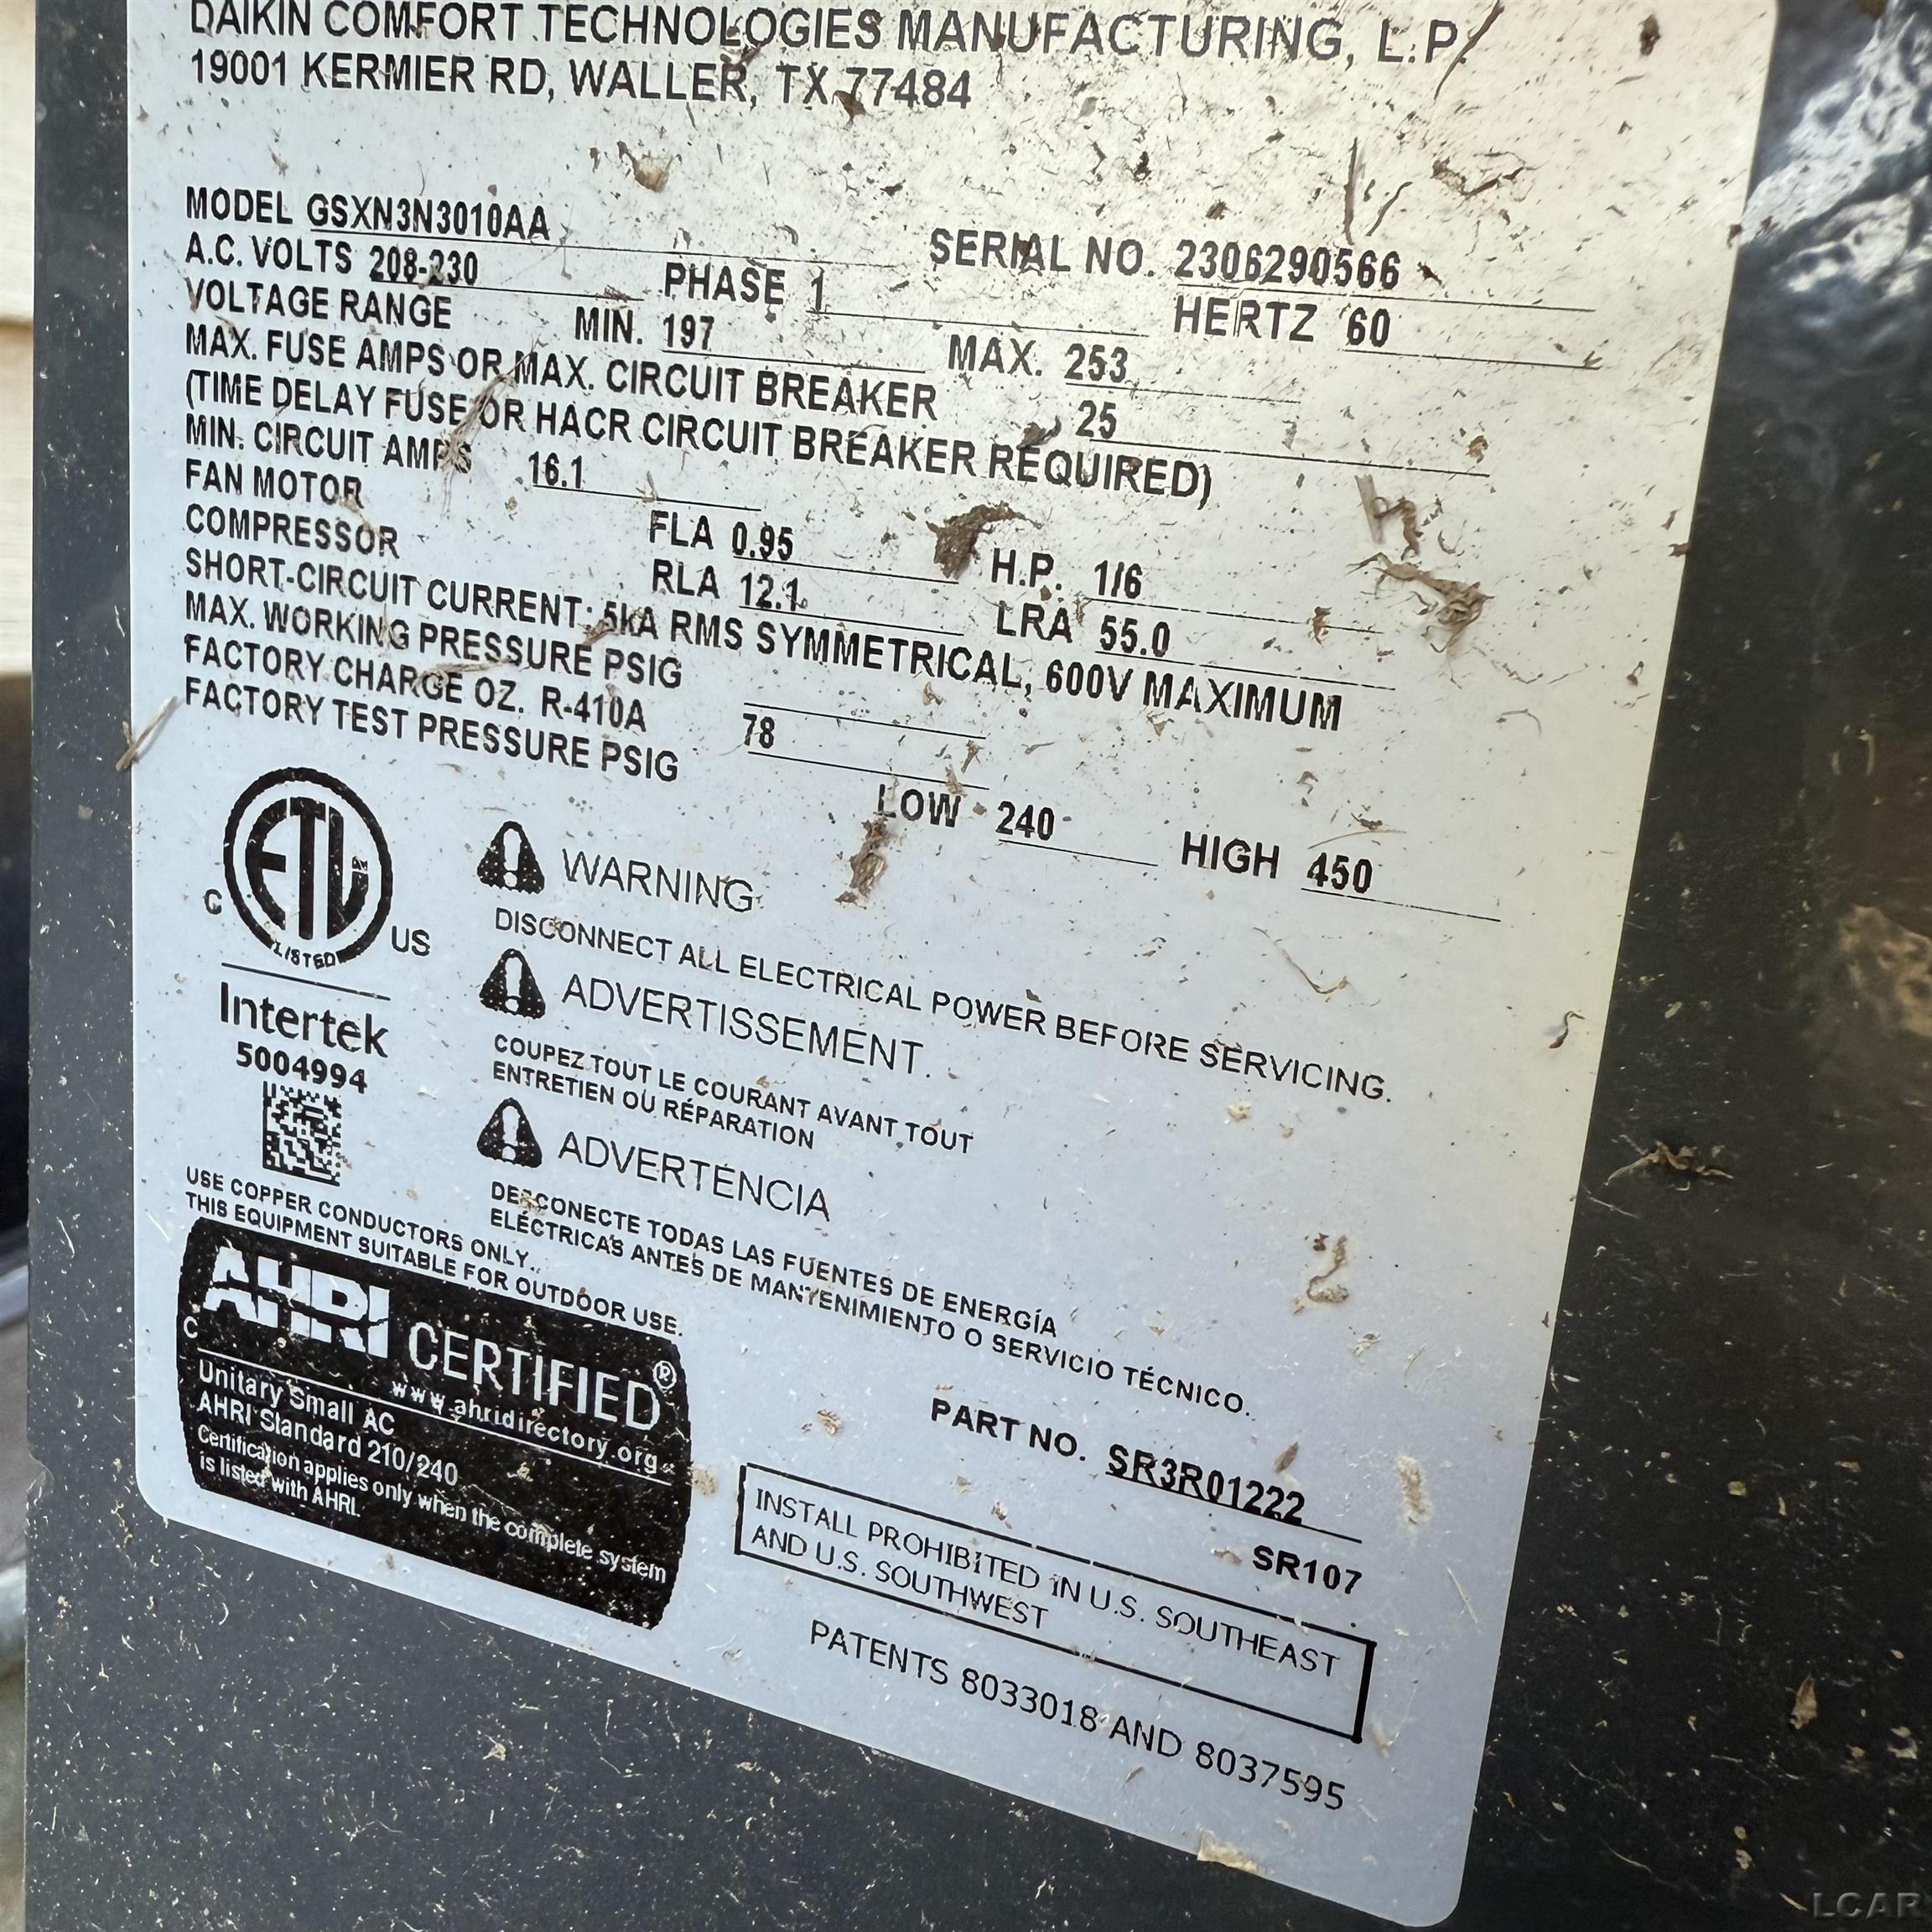 DAIKIN COMFORT TECHNOLOGIES MANUFACTURING, L.P.
19001 KERMIER RD, WALLER, TX 77484
MODEL GSXN3N3010AA SERIAL NO. 2306290566
A.C. VOLTS 208-230 PHASE 1 HERTZ 60
VOLTAGE RANGE MIN. 197 MAX. 253
MAX. FUSE AMPS OR MAX. CIRCUIT BREAKER 25
(TIME DELAY FUSE OR HACR CIRCUIT BREAKER REQUIRED)
MIN. CIRCUIT AMPS 16.1
FAN MOTOR FLA 0.95 H.P. 1/6
COMPRESSOR RLA 12.1 LRA 55.0
SHORT-CIRCUIT CURRENT: 5KA RMS SYMMETRICAL, 600V MAXIMUM
MAX. WORKING PRESSURE PSIG
FACTORY CHARGE OZ. R-410A 78
FACTORY TEST PRESSURE PSIG LOW 240 HIGH 450
ETL
LISTED
C US
Intertek
5004994
WARNING
DISCONNECT ALL ELECTRICAL POWER BEFORE SERVICING.
ADVERTISSEMENT.
COUPEZ TOUT LE COURANT AVANT TOUT
ENTRETIEN OU RÉPARATION
ADVERTENCIA
DESCONECTE TODAS LAS FUENTES DE ENERGÍA
ELÉCTRICAS ANTES DE MANTENIMIENTO O SERVICIO TÉCNICO.
USE COPPER CONDUCTORS ONLY.
THIS EQUIPMENT SUITABLE FOR OUTDOOR USE.
C
AHRI CERTIFIED®
www.ahridirectory.org
Unitary Small AC
AHRI Standard 210/240
Certification applies only when the complete system
is listed with AHRI.
PART NO. SR3R01222
SR107
INSTALL PROHIBITED IN U.S. SOUTHEAST
AND U.S. SOUTHWEST
PATENTS 8033018 AND 8037595
LCAR